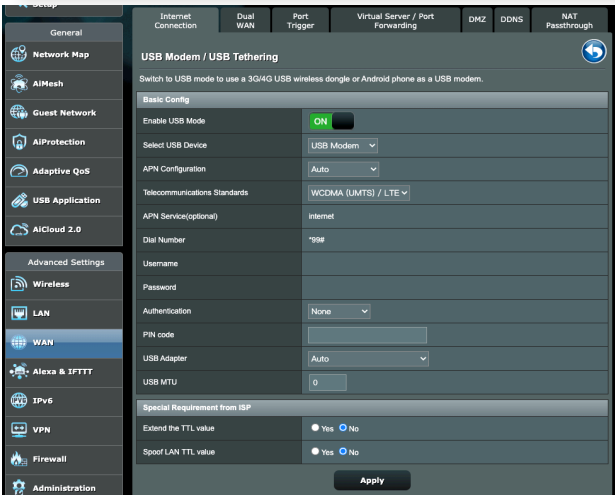 Setup
General
Network Map
AiMesh
Guest Network
AiProtection
Adaptive QoS
USB Application
AiCloud 2.0
Advanced Settings
Wireless
LAN
WAN
Alexa & IFTTT
IPv6
VPN
Firewall
Administration
Internet
Connection
Dual
WAN
Port
Trigger
Virtual Server / Port
Forwarding
DMZ
DDNS
NAT
Passthrough
USB Modem / USB Tethering
Switch to USB mode to use a 3G/4G USB wireless dongle or Android phone as a USB modem.
Basic Config
Enable USB Mode ON
Select USB Device USB Modem
APN Configuration Auto
Telecommunications Standards WCDMA (UMTS) / LTE
APN Service(optional) internet
Dial Number *99#
Username
Password
Authentication None
PIN code
USB Adapter Auto
USB MTU 0
Special Requirement from ISP
Extend the TTL value Yes No
Spoof LAN TTL value Yes No
Apply